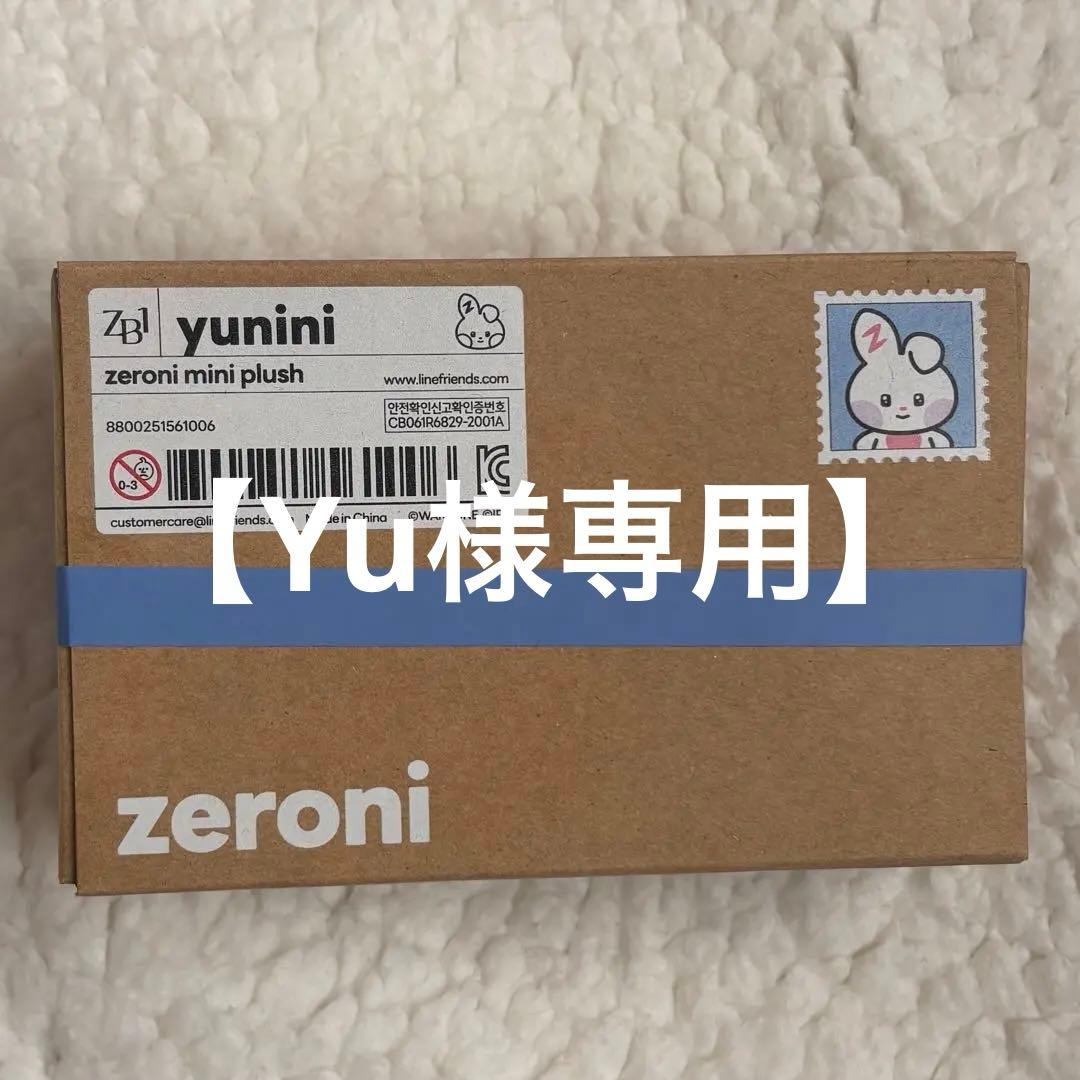 ZB1 yunini
zeroni mini plush
www.linefriends.com
8800251561006
안전확인신고확인증번호
CB061R6829-2001A
0-3
【Yu様専用】
zeroni